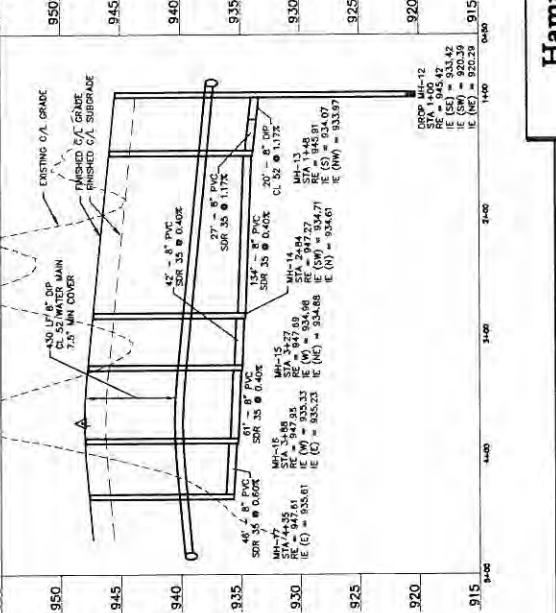 950
945
940
935
930
925
920
915
950
945
940
935
930
925
920
915
EXISTING C/L GRADE
FINISHED C/L GRADE
FINISHED C/L SUBGRADE
430 LF 8" DIP
CL 52 WATER MAIN
7.5' MIN COVER
46' - 8" PVC
SDR 35 @ 0.60%
61' - 8" PVC
SDR 35 @ 0.40%
42' - 8" PVC
SDR 35 @ 0.40%
134' - 8" PVC
SDR 35 @ 0.40%
27' - 8" PVC
SDR 35 @ 1.17%
20' - 8" DIP
CL 52 @ 1.17%
MH-17
STA 4+35
RE = 947.61
IE (E) = 935.61
MH-16
STA 3+88
RE = 947.95
IE (W) = 935.33
IE (E) = 935.23
MH-15
STA 3+27
RE = 947.69
IE (W) = 934.98
IE (NE) = 934.88
MH-14
STA 2+84
RE = 947.27
IE (SW) = 934.71
IE (N) = 934.61
MH-13
STA 1+48
RE = 945.91
IE (S) = 934.07
IE (NW) = 933.97
DROP MH-12
STA 1+00
RE = 945.42
IE (SE) = 933.42
IE (SW) = 920.39
IE (NE) = 920.29
5+00
4+00
3+00
2+00
1+00
0+50
Ham